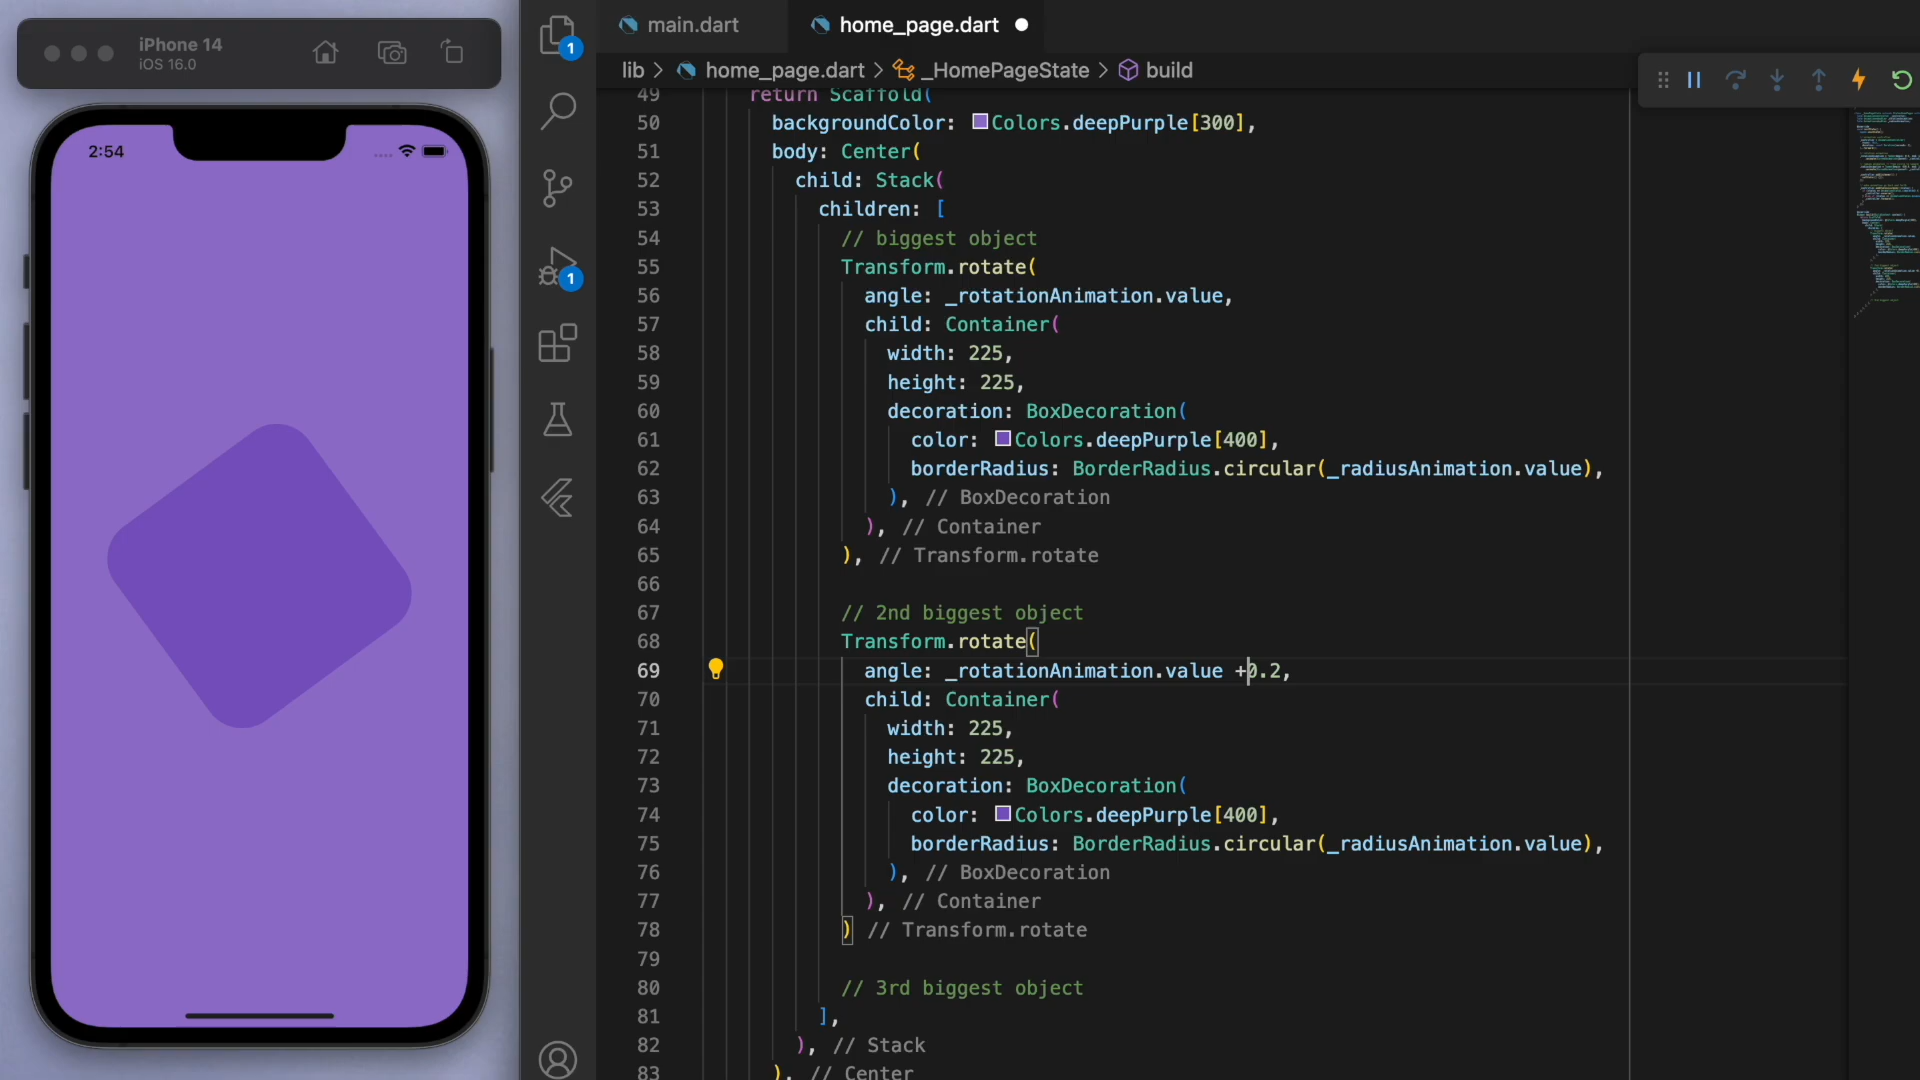 iPhone 14
iOS 16.0
2:54
1
1
main.dart
home_page.dart
lib > home_page.dart > _HomePageState > build
49 return Scaffold(
50 backgroundColor: Colors.deepPurple[300],
51 body: Center(
52 child: Stack(
53 children: [
54 // biggest object
55 Transform.rotate(
56 angle: _rotationAnimation.value,
57 child: Container(
58 width: 225,
59 height: 225,
60 decoration: BoxDecoration(
61 color: Colors.deepPurple[400],
62 borderRadius: BorderRadius.circular(_radiusAnimation.value),
63 ), // BoxDecoration
64 ), // Container
65 ), // Transform.rotate
66
67 // 2nd biggest object
68 Transform.rotate(
69 angle: _rotationAnimation.value +0.2,
70 child: Container(
71 width: 225,
72 height: 225,
73 decoration: BoxDecoration(
74 color: Colors.deepPurple[400],
75 borderRadius: BorderRadius.circular(_radiusAnimation.value),
76 ), // BoxDecoration
77 ), // Container
78 ) // Transform.rotate
79
80 // 3rd biggest object
81 ],
82 ), // Stack
83 ), // Center